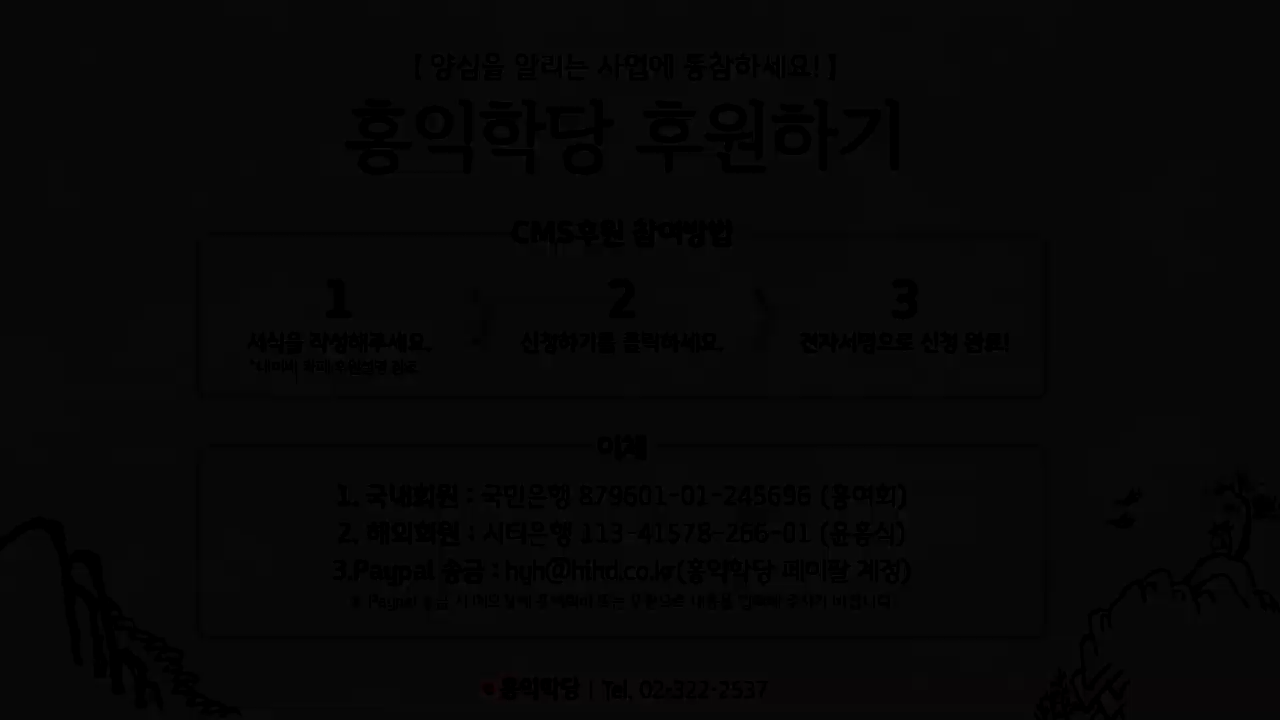 [ 양심을 알리는 사업에 동참하세요! ]
홍익학당 후원하기
CMS후원 참여방법
1
2
3
서식을 작성해주세요.
신청하기를 클릭하세요.
전자서명으로 신청 완료!
이체
1. 국내회원 : 국민은행 879601-01-245696 (흥여회)
2. 해외회원 : 시티은행 113-41578-266-01 (윤홍식)
3.Paypal 송금 : hyh@hihd.co.kr(홍익학당 페이팔 계정)
홍익학당 | Tel. 02-322-2537